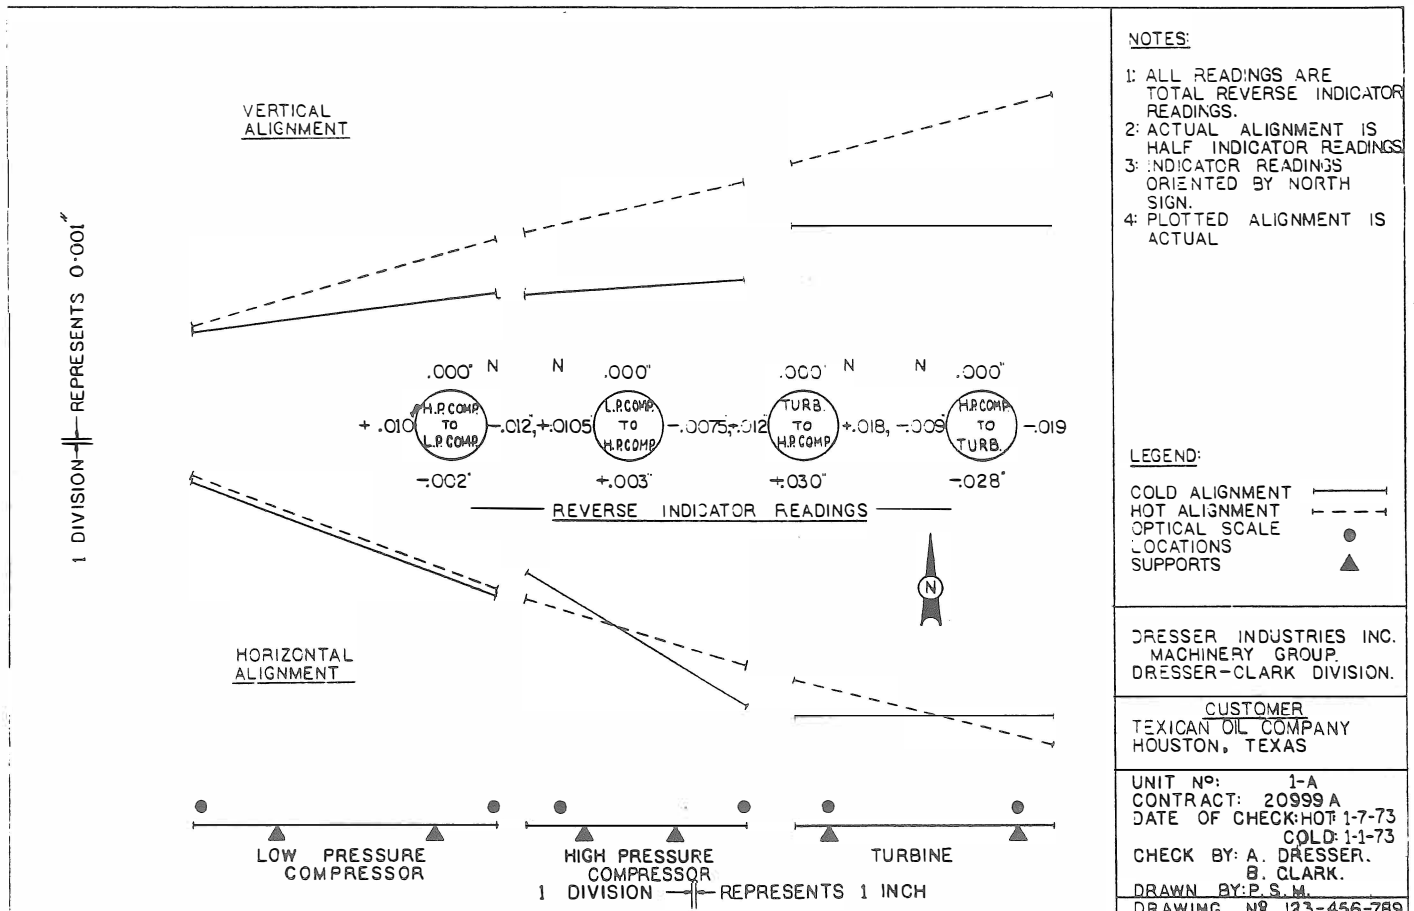 VERTICAL
ALIGNMENT
1 DIVISION REPRESENTS 0·001"
.000" N N .000" .000" N N .000"
+.010 H.P.COMP. TO L.P.COMP. -.012", +.0105 L.P.COMP. TO H.P.COMP. -.0075", +.012 TURB. TO H.P.COMP. +.018, -.009" H.P.COMP. TO TURB. -.019
-.002" +.003" +.030" -.028"
REVERSE INDICATOR READINGS
N
HORIZONTAL
ALIGNMENT
LOW PRESSURE
COMPRESSOR
HIGH PRESSURE
COMPRESSOR
TURBINE
1 DIVISION REPRESENTS 1 INCH
NOTES:
1: ALL READINGS ARE
TOTAL REVERSE INDICATOR
READINGS.
2: ACTUAL ALIGNMENT IS
HALF INDICATOR READINGS
3: INDICATOR READINGS
ORIENTED BY NORTH
SIGN.
4: PLOTTED ALIGNMENT IS
ACTUAL
LEGEND:
COLD ALIGNMENT
HOT ALIGNMENT
OPTICAL SCALE
LOCATIONS
SUPPORTS
DRESSER INDUSTRIES INC.
MACHINERY GROUP.
DRESSER-CLARK DIVISION.
CUSTOMER
TEXICAN OIL COMPANY
HOUSTON, TEXAS
UNIT Nº: 1-A
CONTRACT: 20999 A
DATE OF CHECK: HOT: 1-7-73
COLD: 1-1-73
CHECK BY: A. DRESSER.
B. CLARK.
DRAWN BY: P.S.M.
DRAWING Nº 123-456-789